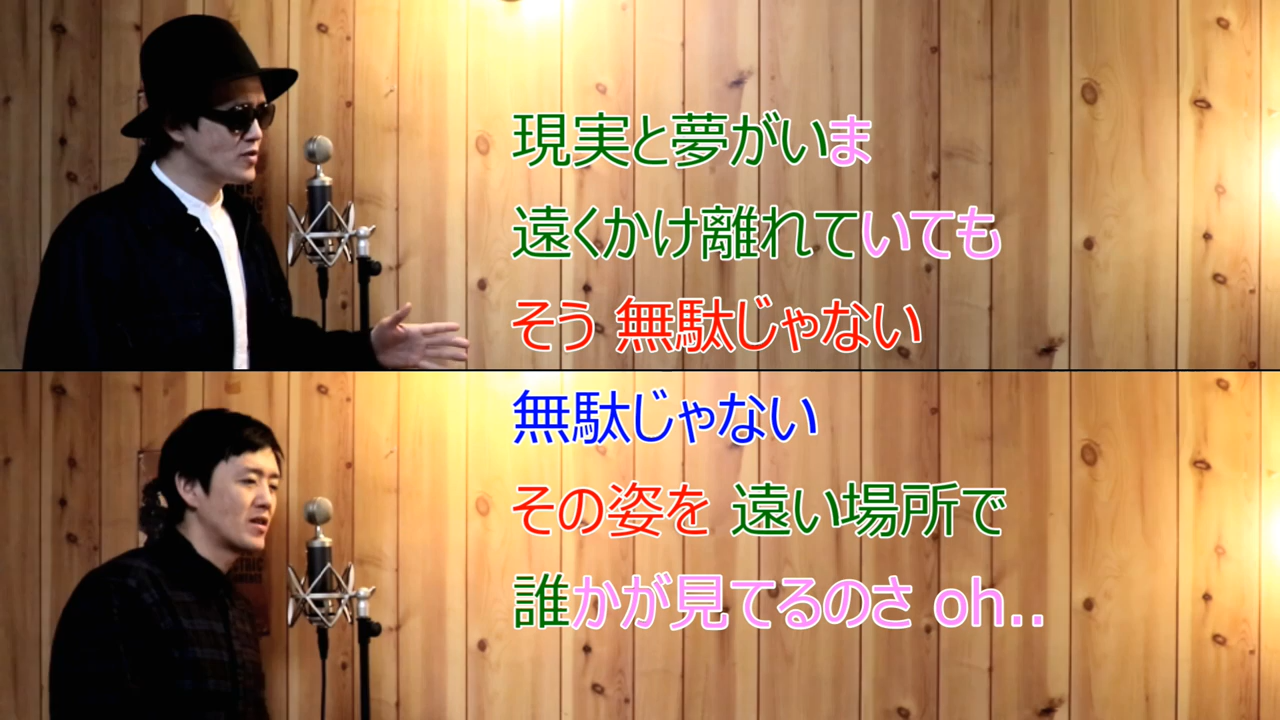 現実と夢がいま
遠くかけ離れていても
そう 無駄じゃない
無駄じゃない
その姿を 遠い場所で
誰かが見てるのさ oh..